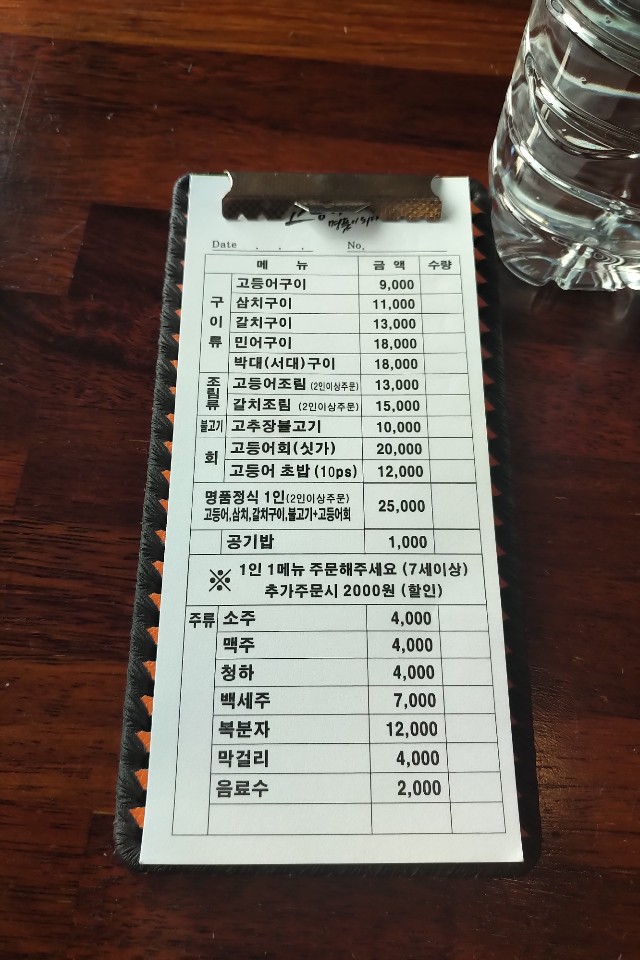 명품이 되다
Date . . . No.
메 뉴 금 액 수량
구이류 고등어구이 9,000
삼치구이 11,000
갈치구이 13,000
민어구이 18,000
박대(서대)구이 18,000
조림류 고등어조림 (2인이상주문) 13,000
갈치조림 (2인이상주문) 15,000
불고기 고추장불고기 10,000
회 고등어회(싯가) 20,000
고등어 초밥 (10ps) 12,000
명품정식 1인(2인이상주문) 25,000
고등어,삼치,갈치구이,불고기+고등어회
공기밥 1,000
※ 1인 1메뉴 주문해주세요 (7세이상)
추가주문시 2000원 (할인)
주류 소주 4,000
맥주 4,000
청하 4,000
백세주 7,000
복분자 12,000
막걸리 4,000
음료수 2,000